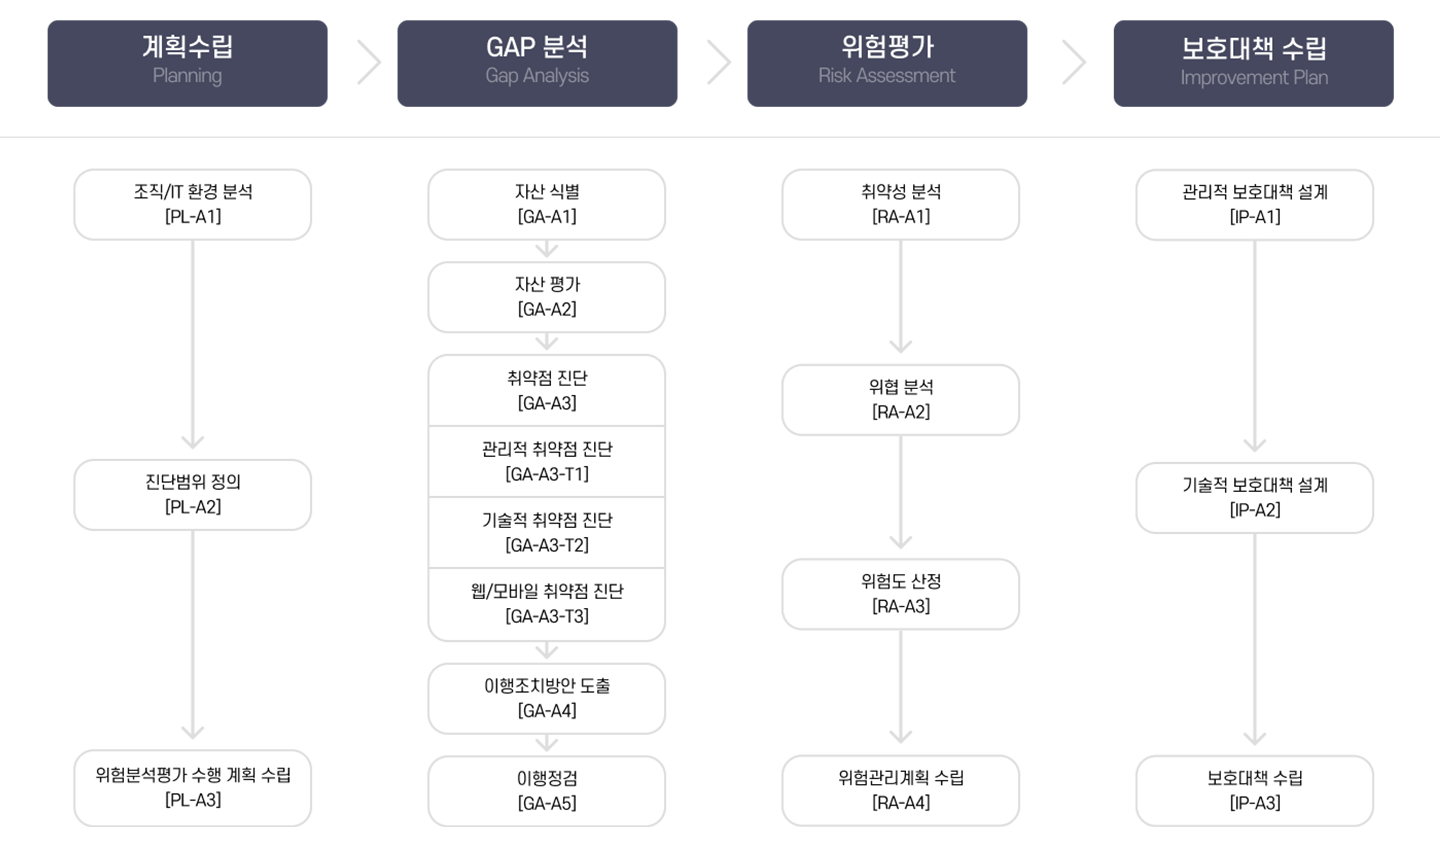 계획수립
Planning
GAP 분석
Gap Analysis
위험평가
Risk Assessment
보호대책 수립
Improvement Plan
조직/IT 환경 분석
[PL-A1]
진단범위 정의
[PL-A2]
위험분석평가 수행 계획 수립
[PL-A3]
자산 식별
[GA-A1]
자산 평가
[GA-A2]
취약점 진단
[GA-A3]
관리적 취약점 진단
[GA-A3-T1]
기술적 취약점 진단
[GA-A3-T2]
웹/모바일 취약점 진단
[GA-A3-T3]
이행조치방안 도출
[GA-A4]
이행정검
[GA-A5]
취약성 분석
[RA-A1]
위협 분석
[RA-A2]
위험도 산정
[RA-A3]
위험관리계획 수립
[RA-A4]
관리적 보호대책 설계
[IP-A1]
기술적 보호대책 설계
[IP-A2]
보호대책 수립
[IP-A3]